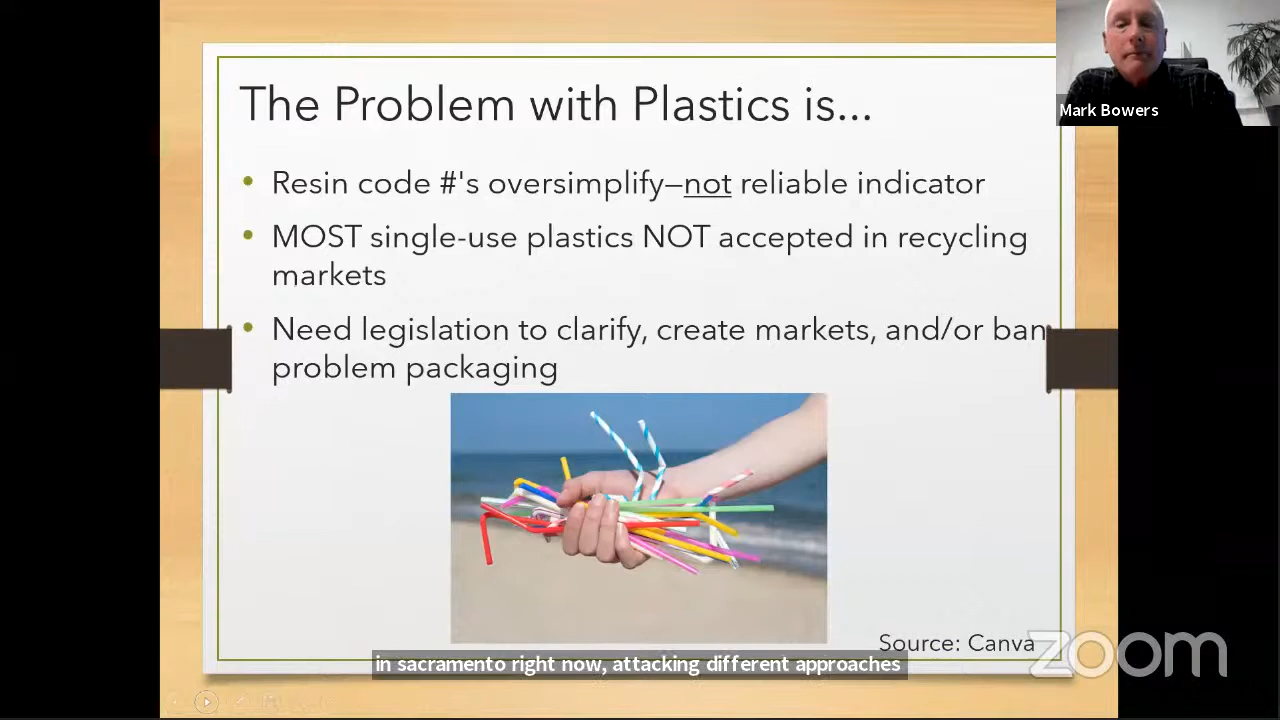 The Problem with Plastics is...
Mark Bowers
• Resin code #'s oversimplify—not reliable indicator
• MOST single-use plastics NOT accepted in recycling
markets
• Need legislation to clarify, create markets, and/or ban
problem packaging
Source: Canva
zoom
in sacramento right now, attacking different approaches